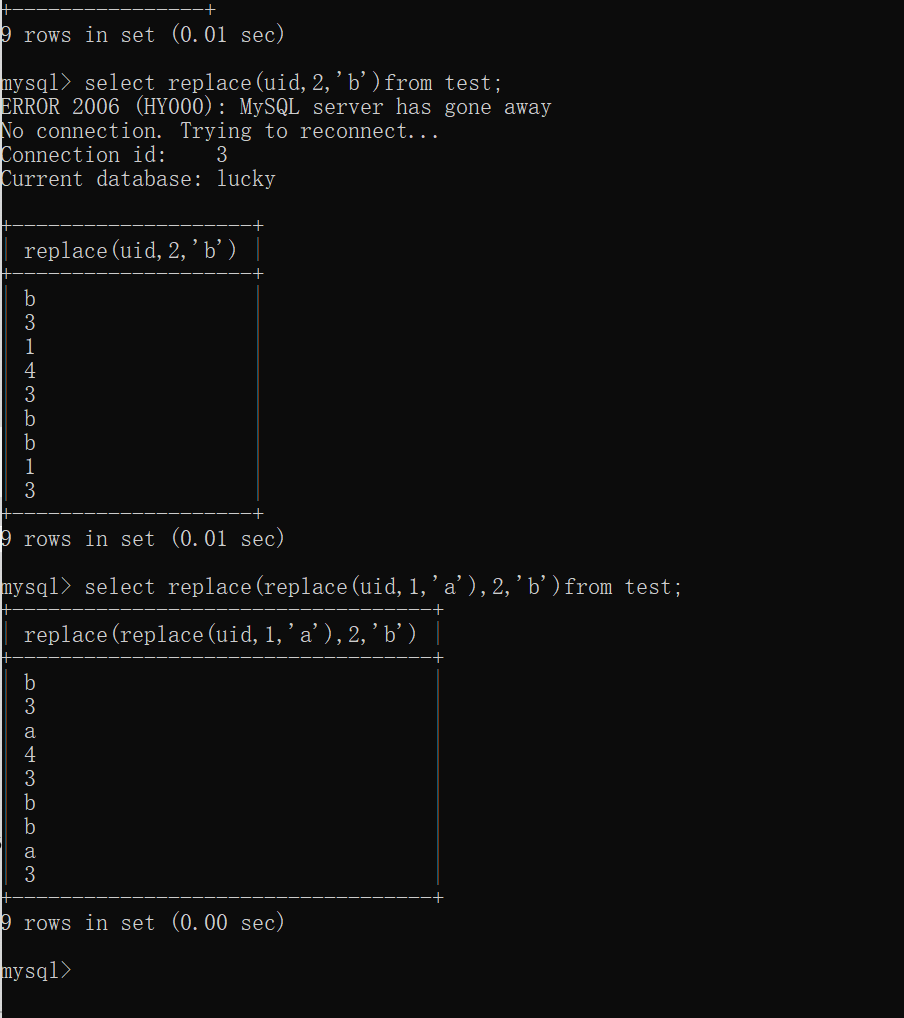 +----------------+
9 rows in set (0.01 sec)
mysql> select replace(uid,2,'b')from test;
ERROR 2006 (HY000): MySQL server has gone away
No connection. Trying to reconnect...
Connection id:    3
Current database: lucky
+--------------------+
| replace(uid,2,'b') |
+--------------------+
| b                  |
| 3                  |
| 1                  |
| 4                  |
| 3                  |
| b                  |
| b                  |
| 1                  |
| 3                  |
+--------------------+
9 rows in set (0.01 sec)
mysql> select replace(replace(uid,1,'a'),2,'b')from test;
+-----------------------------------+
| replace(replace(uid,1,'a'),2,'b') |
+-----------------------------------+
| b                                 |
| 3                                 |
| a                                 |
| 4                                 |
| 3                                 |
| b                                 |
| b                                 |
| a                                 |
| 3                                 |
+-----------------------------------+
9 rows in set (0.00 sec)
mysql>